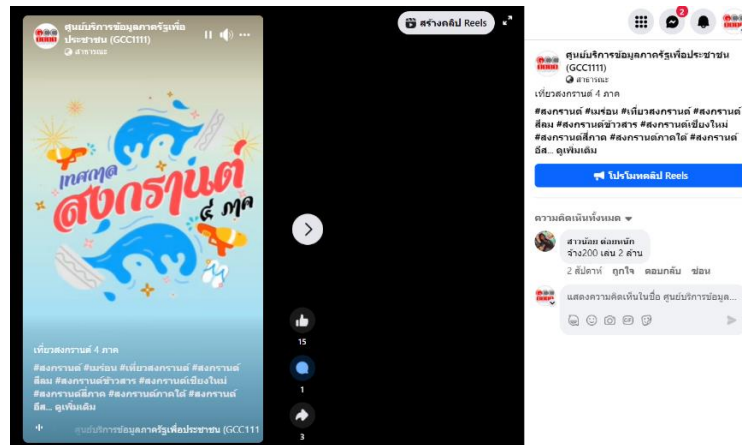 ศูนย์บริการข้อมูลภาครัฐเพื่อ
ประชาชน (GCC1111)
สาธารณะ
สร้างคลิป Reels
เทศกาล
สงกรานต์
๔ ภาค
เที่ยวสงกรานต์ 4 ภาค
#สงกรานต์ #เมษร่อน #เที่ยวสงกรานต์ #สงกรานต์
สีลม #สงกรานต์ข้าวสาร #สงกรานต์เชียงใหม่
#สงกรานต์สี่ภาค #สงกรานต์ภาคใต้ #สงกรานต์
อีส... ดูเพิ่มเติม
ศูนย์บริการข้อมูลภาครัฐเพื่อประชาชน (GCC111
15
1
3
2
ศูนย์บริการข้อมูลภาครัฐเพื่อประชาชน
(GCC1111)
สาธารณะ
เที่ยวสงกรานต์ 4 ภาค
#สงกรานต์ #เมษร่อน #เที่ยวสงกรานต์ #สงกรานต์
สีลม #สงกรานต์ข้าวสาร #สงกรานต์เชียงใหม่
#สงกรานต์สี่ภาค #สงกรานต์ภาคใต้ #สงกรานต์
อีส... ดูเพิ่มเติม
โปรโมทคลิป Reels
ความคิดเห็นทั้งหมด
สาวน้อย ต่อยหนัก
จ้าง200 เล่น 2 ล้าน
2 สัปดาห์ ถูกใจ ตอบกลับ ซ่อน
แสดงความคิดเห็นในชื่อ ศูนย์บริการข้อมูล...